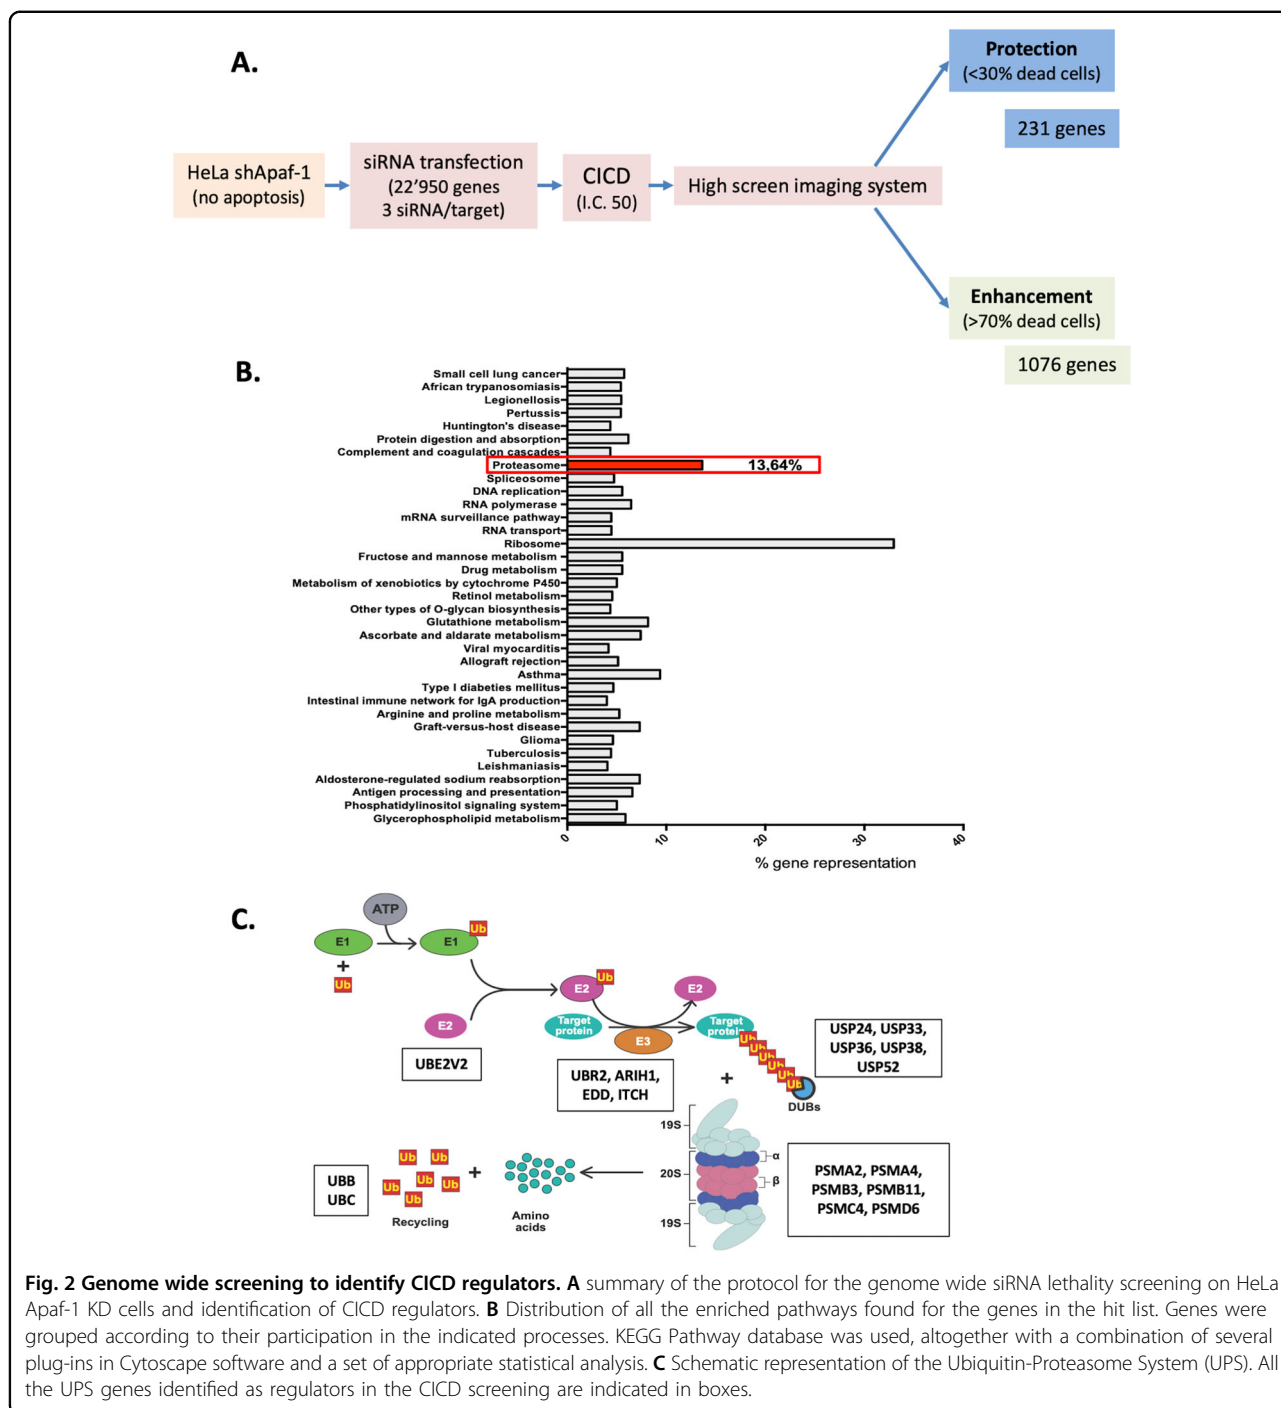 A.
HeLa shApaf-1
(no apoptosis)
siRNA transfection
(22’950 genes
3 siRNA/target)
CICD
(I.C. 50)
High screen imaging system
Protection
(<30% dead cells)
231 genes
Enhancement
(>70% dead cells)
1076 genes
B.
Small cell lung cancer
African trypanosomiasis
Legionellosis
Pertussis
Huntington's disease
Protein digestion and absorption
Complement and coagulation cascades
Proteasome
13,64%
Spliceosome
DNA replication
RNA polymerase
mRNA surveillance pathway
RNA transport
Ribosome
Fructose and mannose metabolism
Drug metabolism
Metabolism of xenobiotics by cytochrome P450
Retinol metabolism
Other types of O-glycan biosynthesis
Glutathione metabolism
Ascorbate and aldarate metabolism
Viral myocarditis
Allograft rejection
Asthma
Type I diabeties mellitus
Intestinal immune network for IgA production
Arginine and proline metabolism
Graft-versus-host disease
Glioma
Tuberculosis
Leishmaniasis
Aldosterone-regulated sodium reabsorption
Antigen processing and presentation
Phosphatidylinositol signaling system
Glycerophospholipid metabolism
0 10 20 30 40
% gene representation
C.
ATP
E1
+
Ub
E1
Ub
E2
UBE2V2
E2
Ub
Target
protein
E3
UBR2, ARIH1,
EDD, ITCH
E2
Target
protein
Ub
Ub
Ub
Ub
Ub
DUBs
USP24, USP33,
USP36, USP38,
USP52
+
19S
20S
19S
α
β
PSMA2, PSMA4,
PSMB3, PSMB11,
PSMC4, PSMD6
Amino
acids
+
Ub
Ub
Ub
Ub
Ub
Ub
Recycling
UBB
UBC
Fig. 2 Genome wide screening to identify CICD regulators. A summary of the protocol for the genome wide siRNA lethality screening on HeLa
Apaf-1 KD cells and identification of CICD regulators. B Distribution of all the enriched pathways found for the genes in the hit list. Genes were
grouped according to their participation in the indicated processes. KEGG Pathway database was used, altogether with a combination of several
plug-ins in Cytoscape software and a set of appropriate statistical analysis. C Schematic representation of the Ubiquitin-Proteasome System (UPS). All
the UPS genes identified as regulators in the CICD screening are indicated in boxes.